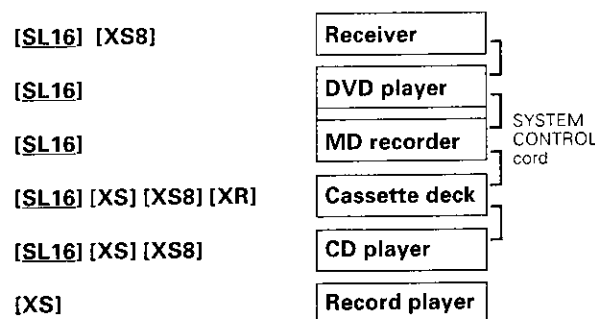 [SL16] [XS8] Receiver
[SL16] DVD player
SYSTEM
CONTROL
cord
[SL16] MD recorder
[SL16] [XS] [XS8] [XR] Cassette deck
[SL16] [XS] [XS8] CD player
[XS] Record player